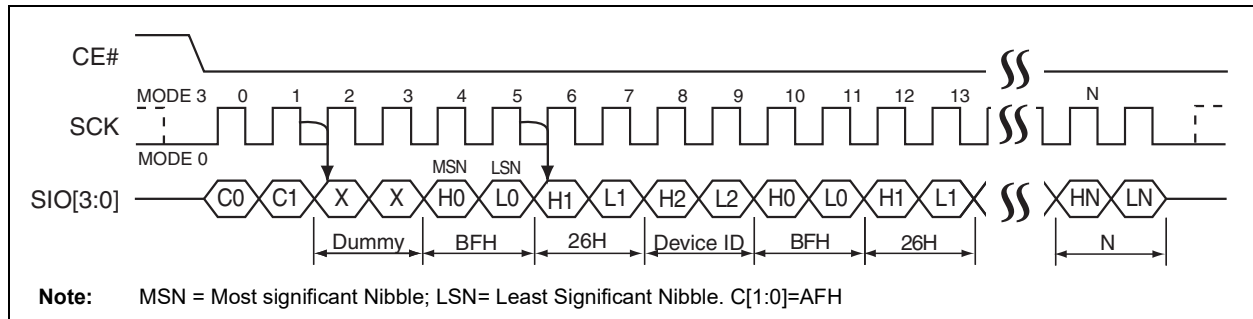 CE#
MODE 3 0 1 2 3 4 5 6 7 8 9 10 11 12 13 N
SCK
MODE 0
MSN LSN
SIO[3:0] C0 C1 X X H0 L0 H1 L1 H2 L2 H0 L0 H1 L1 HN LN
Dummy BFH 26H Device ID BFH 26H N
Note: MSN = Most significant Nibble; LSN= Least Significant Nibble. C[1:0]=AFH